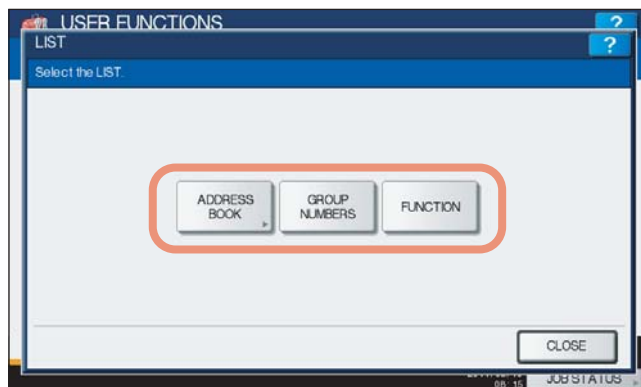 USER FUNCTIONS
?
LIST
?
Select the LIST.
ADDRESS
BOOK
GROUP
NUMBERS
FUNCTION
CLOSE
JOB STATUS